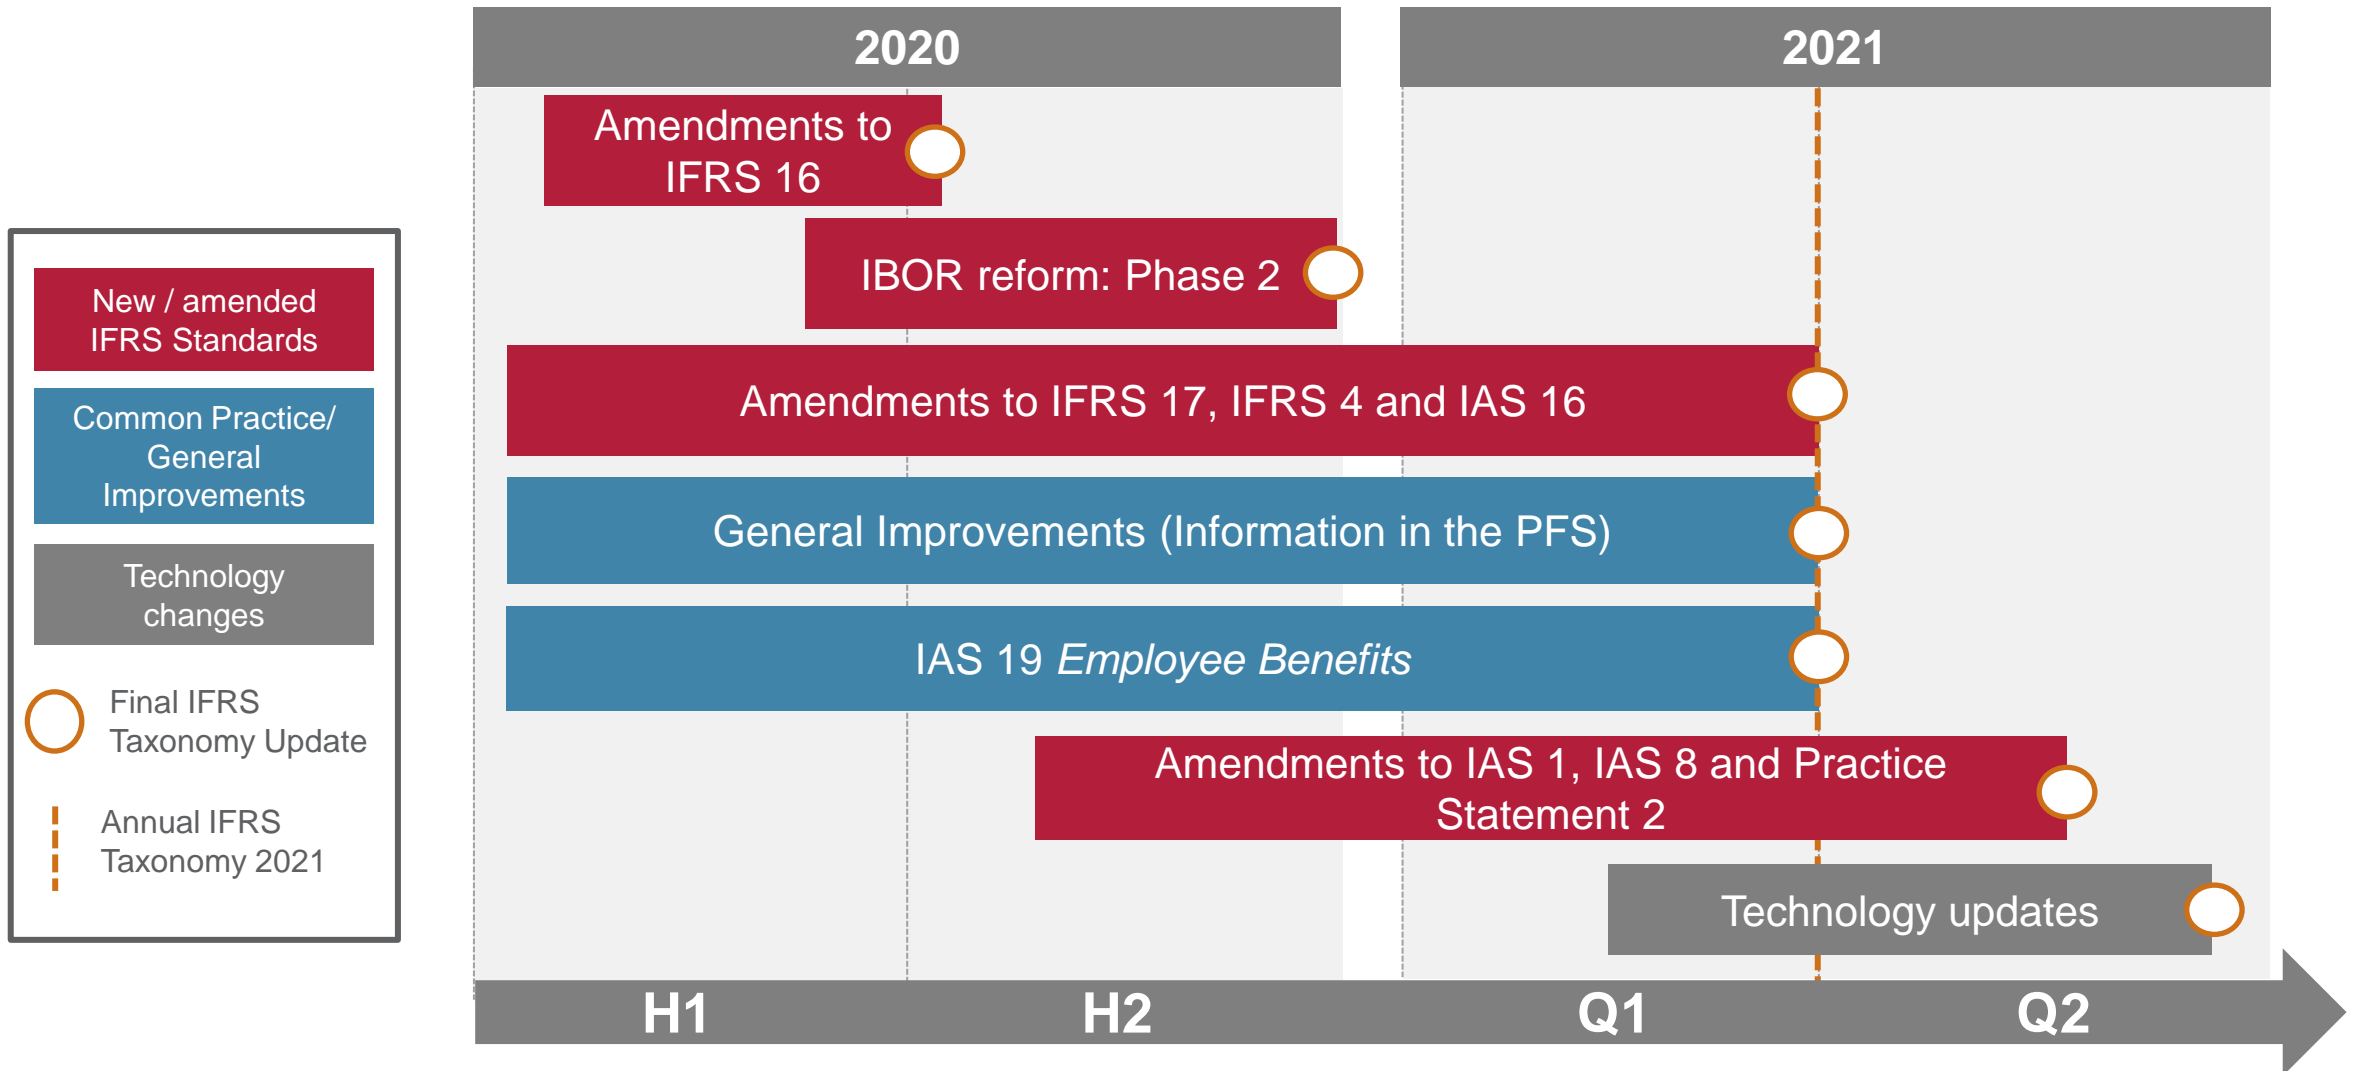 2020
2021
Amendments to
IFRS 16
IBOR reform: Phase 2
Amendments to IFRS 17, IFRS 4 and IAS 16
General Improvements (Information in the PFS)
IAS 19 Employee Benefits
Amendments to IAS 1, IAS 8 and Practice
Statement 2
Technology updates
H1
H2
Q1
Q2
New / amended
IFRS Standards
Common Practice/
General
Improvements
Technology
changes
Final IFRS
Taxonomy Update
Annual IFRS
Taxonomy 2021